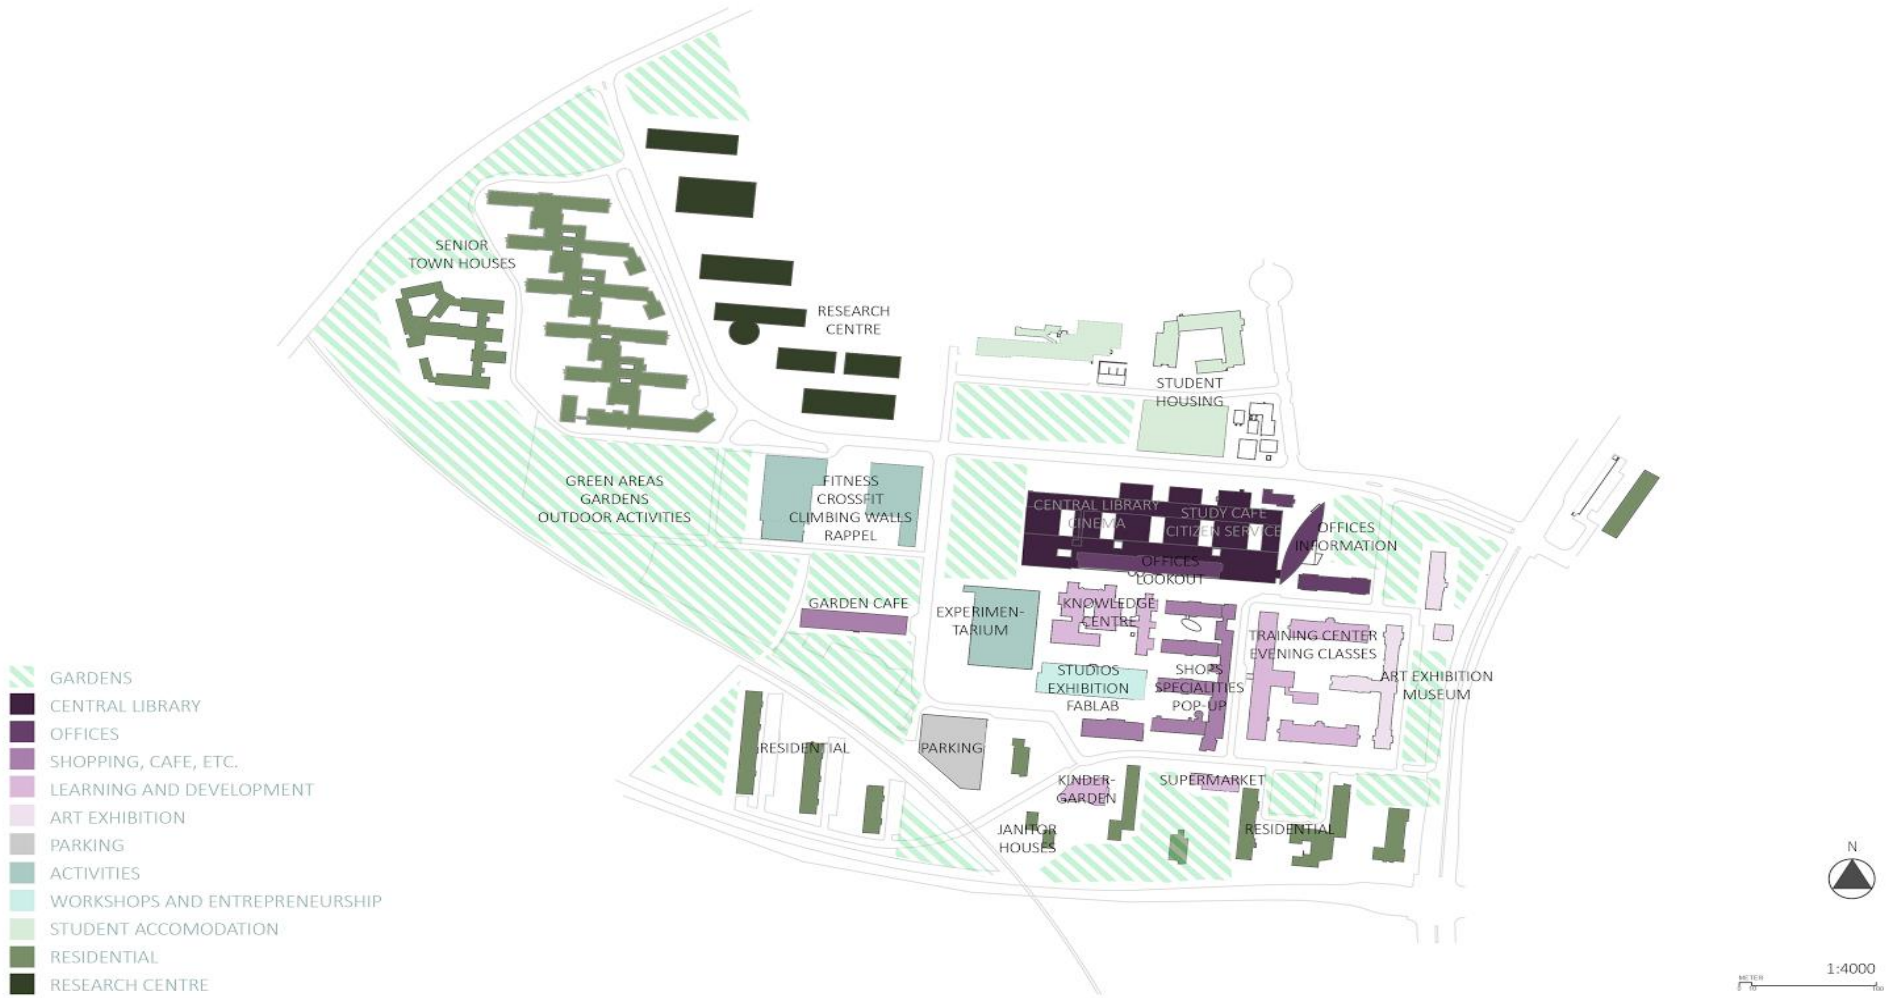 SENIOR
TOWN HOUSES
RESEARCH
CENTRE
STUDENT
HOUSING
GREEN AREAS
GARDENS
OUTDOOR ACTIVITIES
FITNESS
CROSSFIT
CLIMBING WALLS
RAPPEL
CENTRAL LIBRARY
CINEMA
STUDY CAFE
CITIZEN SERVICE
OFFICES
INFORMATION
OFFICES
LOOKOUT
GARDEN CAFE
EXPERIMEN-
TARIUM
KNOWLEDGE
CENTRE
TRAINING CENTER
EVENING CLASSES
STUDIOS
EXHIBITION
FABLAB
SHOPS
SPECIALITIES
POP-UP
ART EXHIBITION
MUSEUM
RESIDENTIAL
PARKING
KINDER-
GARDEN
SUPERMARKET
JANITOR
HOUSES
RESIDENTIAL
GARDENS
CENTRAL LIBRARY
OFFICES
SHOPPING, CAFE, ETC.
LEARNING AND DEVELOPMENT
ART EXHIBITION
PARKING
ACTIVITIES
WORKSHOPS AND ENTREPRENEURSHIP
STUDENT ACCOMODATION
RESIDENTIAL
RESEARCH CENTRE
N
1:4000
METER
0 10 100